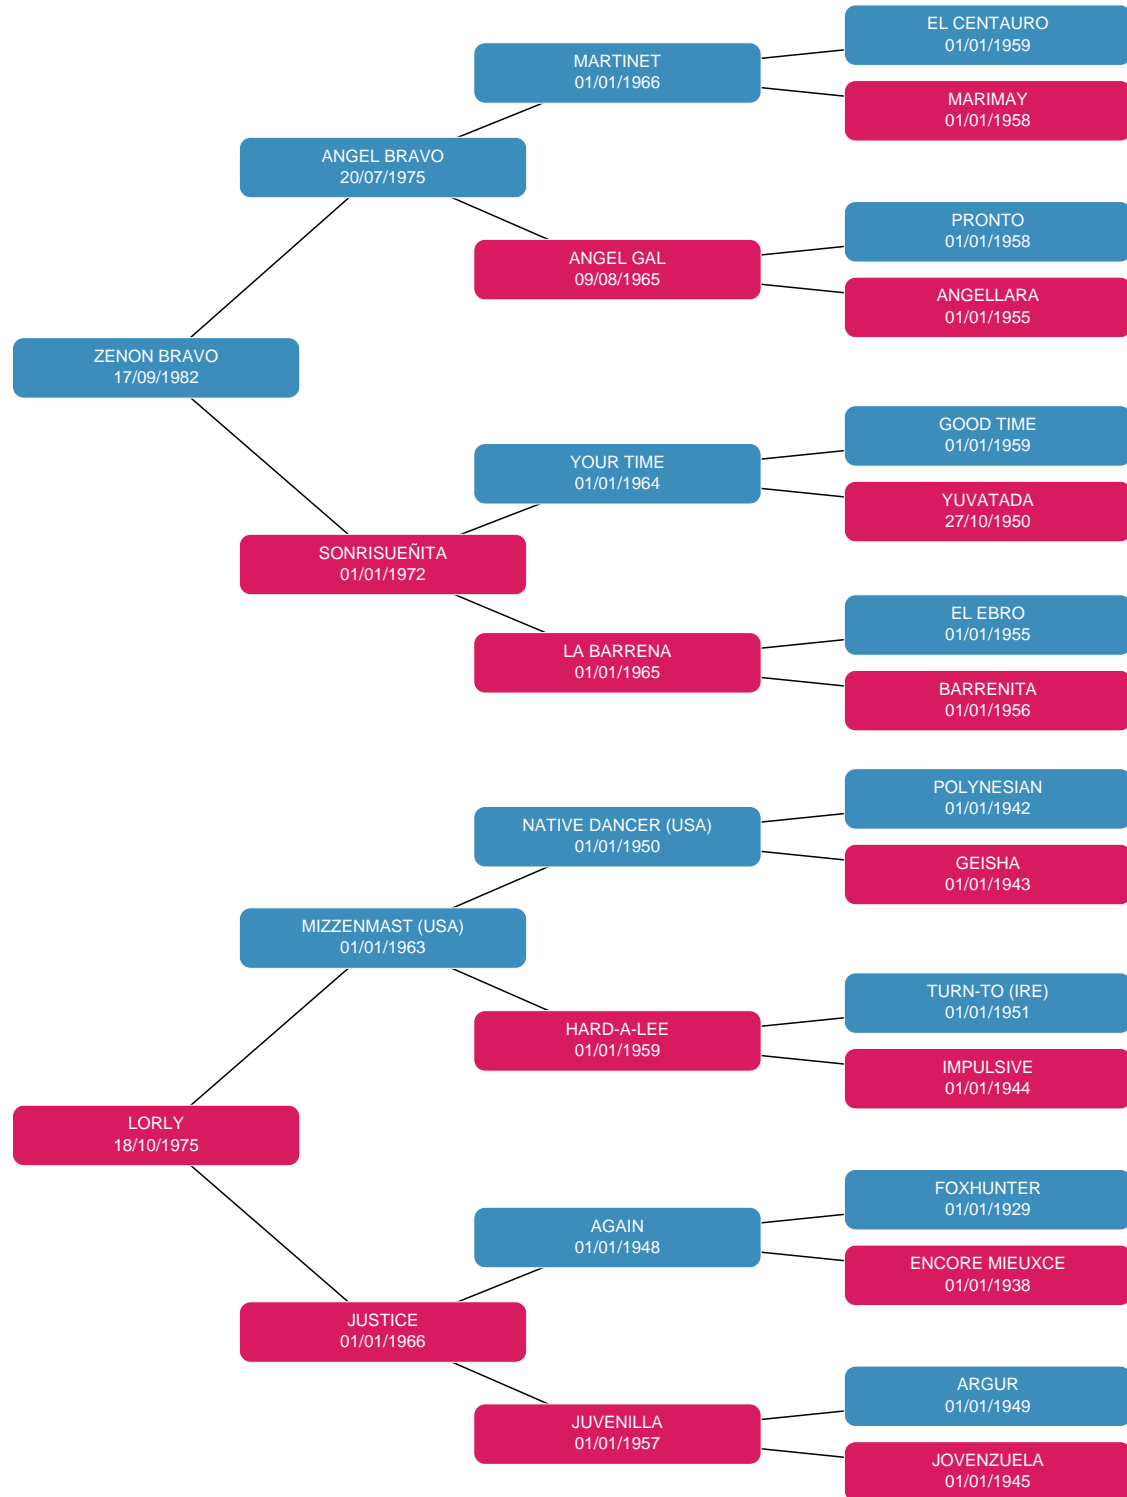 EL CENTAURO
01/01/1959
MARTINET
01/01/1966
MARIMAY
01/01/1958
ANGEL BRAVO
20/07/1975
PRONTO
01/01/1958
ANGEL GAL
09/08/1965
ANGELLARA
01/01/1955
ZENON BRAVO
17/09/1982
GOOD TIME
01/01/1959
YOUR TIME
01/01/1964
YUVATADA
27/10/1950
SONRISUEÑITA
01/01/1972
EL EBRO
01/01/1955
LA BARRENA
01/01/1965
BARRENITA
01/01/1956
POLYNESIAN
01/01/1942
NATIVE DANCER (USA)
01/01/1950
GEISHA
01/01/1943
MIZZENMAST (USA)
01/01/1963
TURN-TO (IRE)
01/01/1951
HARD-A-LEE
01/01/1959
IMPULSIVE
01/01/1944
LORLY
18/10/1975
FOXHUNTER
01/01/1929
AGAIN
01/01/1948
ENCORE MIEUXCE
01/01/1938
JUSTICE
01/01/1966
ARGUR
01/01/1949
JUVENILLA
01/01/1957
JOVENZUELA
01/01/1945